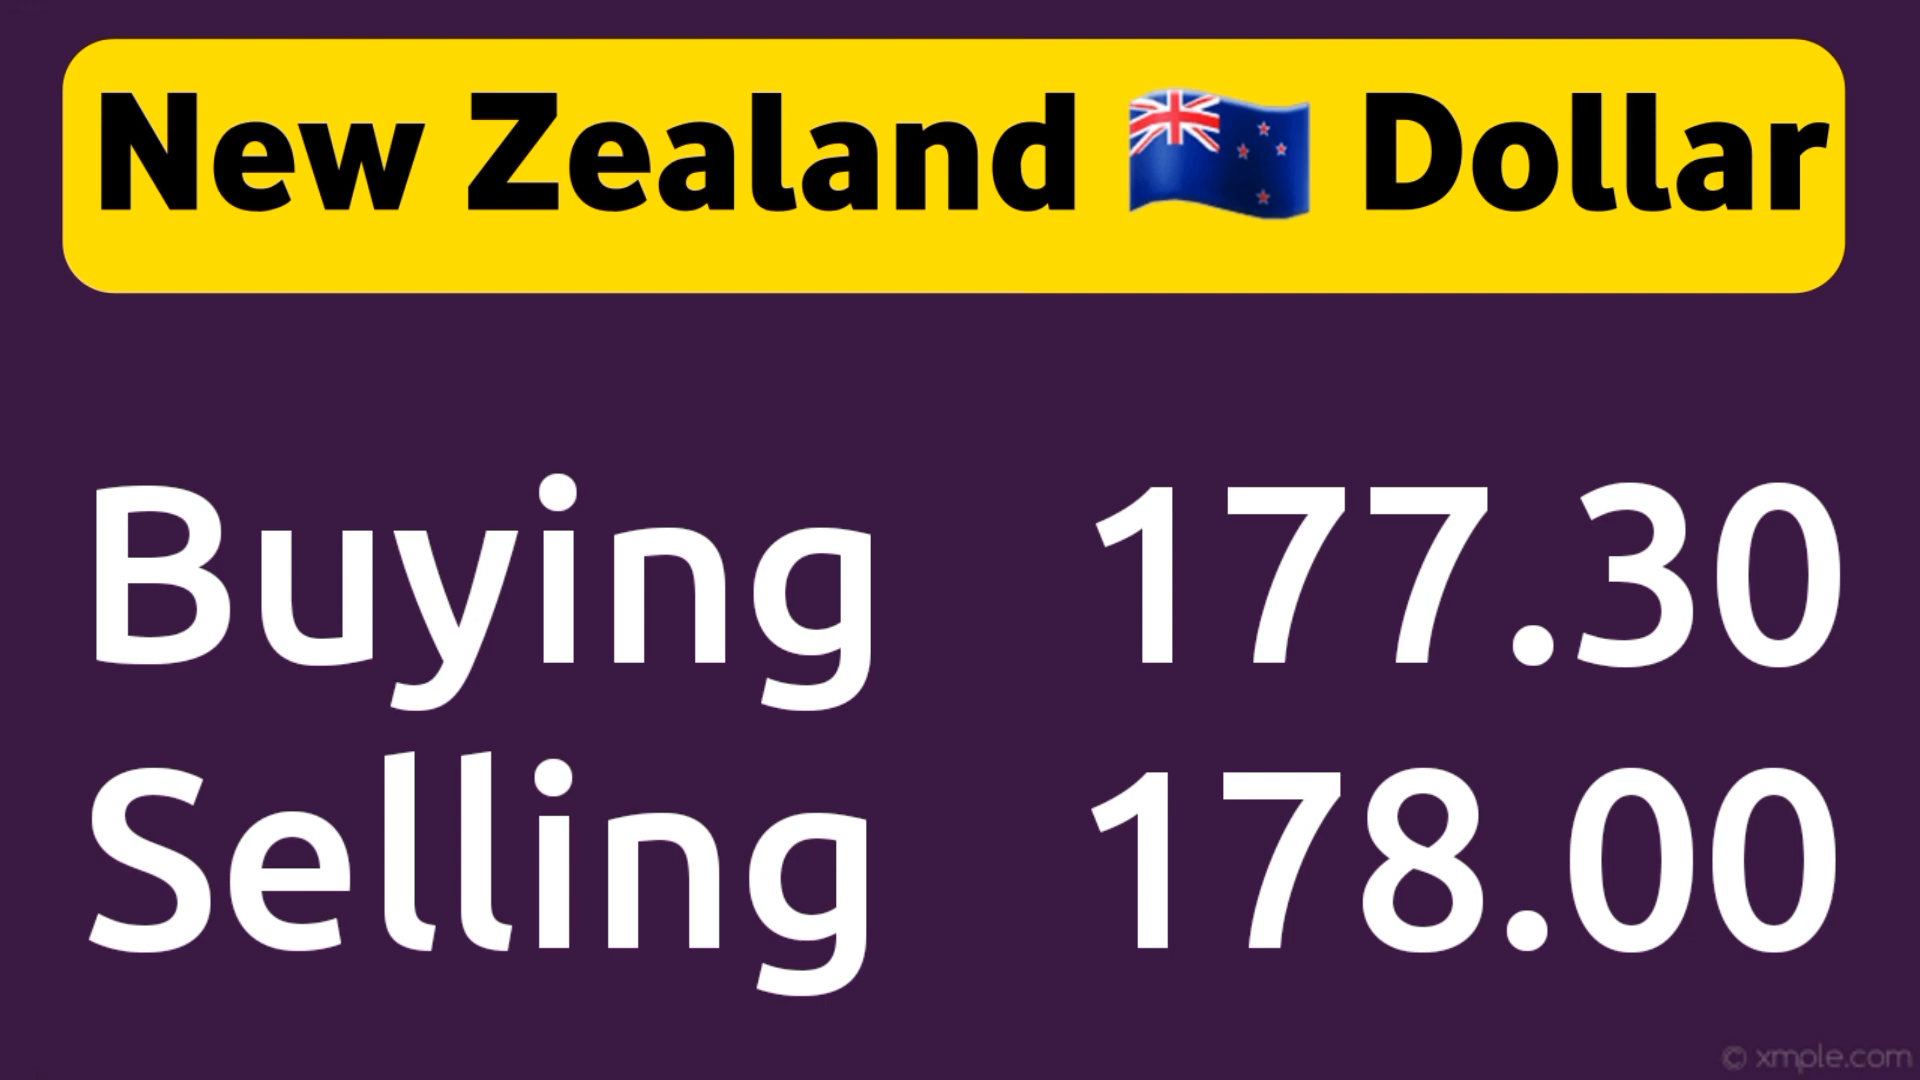 New Zealand 🇳🇿 Dollar
Buying 177.30
Selling 178.00
© xmple.com